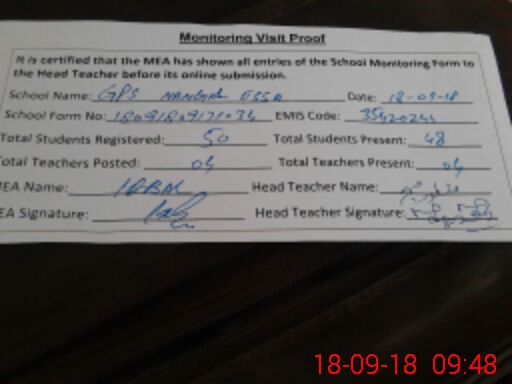 Monitoring Visit Proof
It is certified that the MEA has shown all entries of the School Monitoring Form to
the Head Teacher before its online submission.
School Name: GPS ESSA Date: 18-09-18
School Form No: EMIS Code:
Total Students Registered: 50 Total Students Present: 48
Total Teachers Posted: 04 Total Teachers Present: 04
MEA Name: Head Teacher Name:
EA Signature: Head Teacher Signature:
18-09-18 09:48